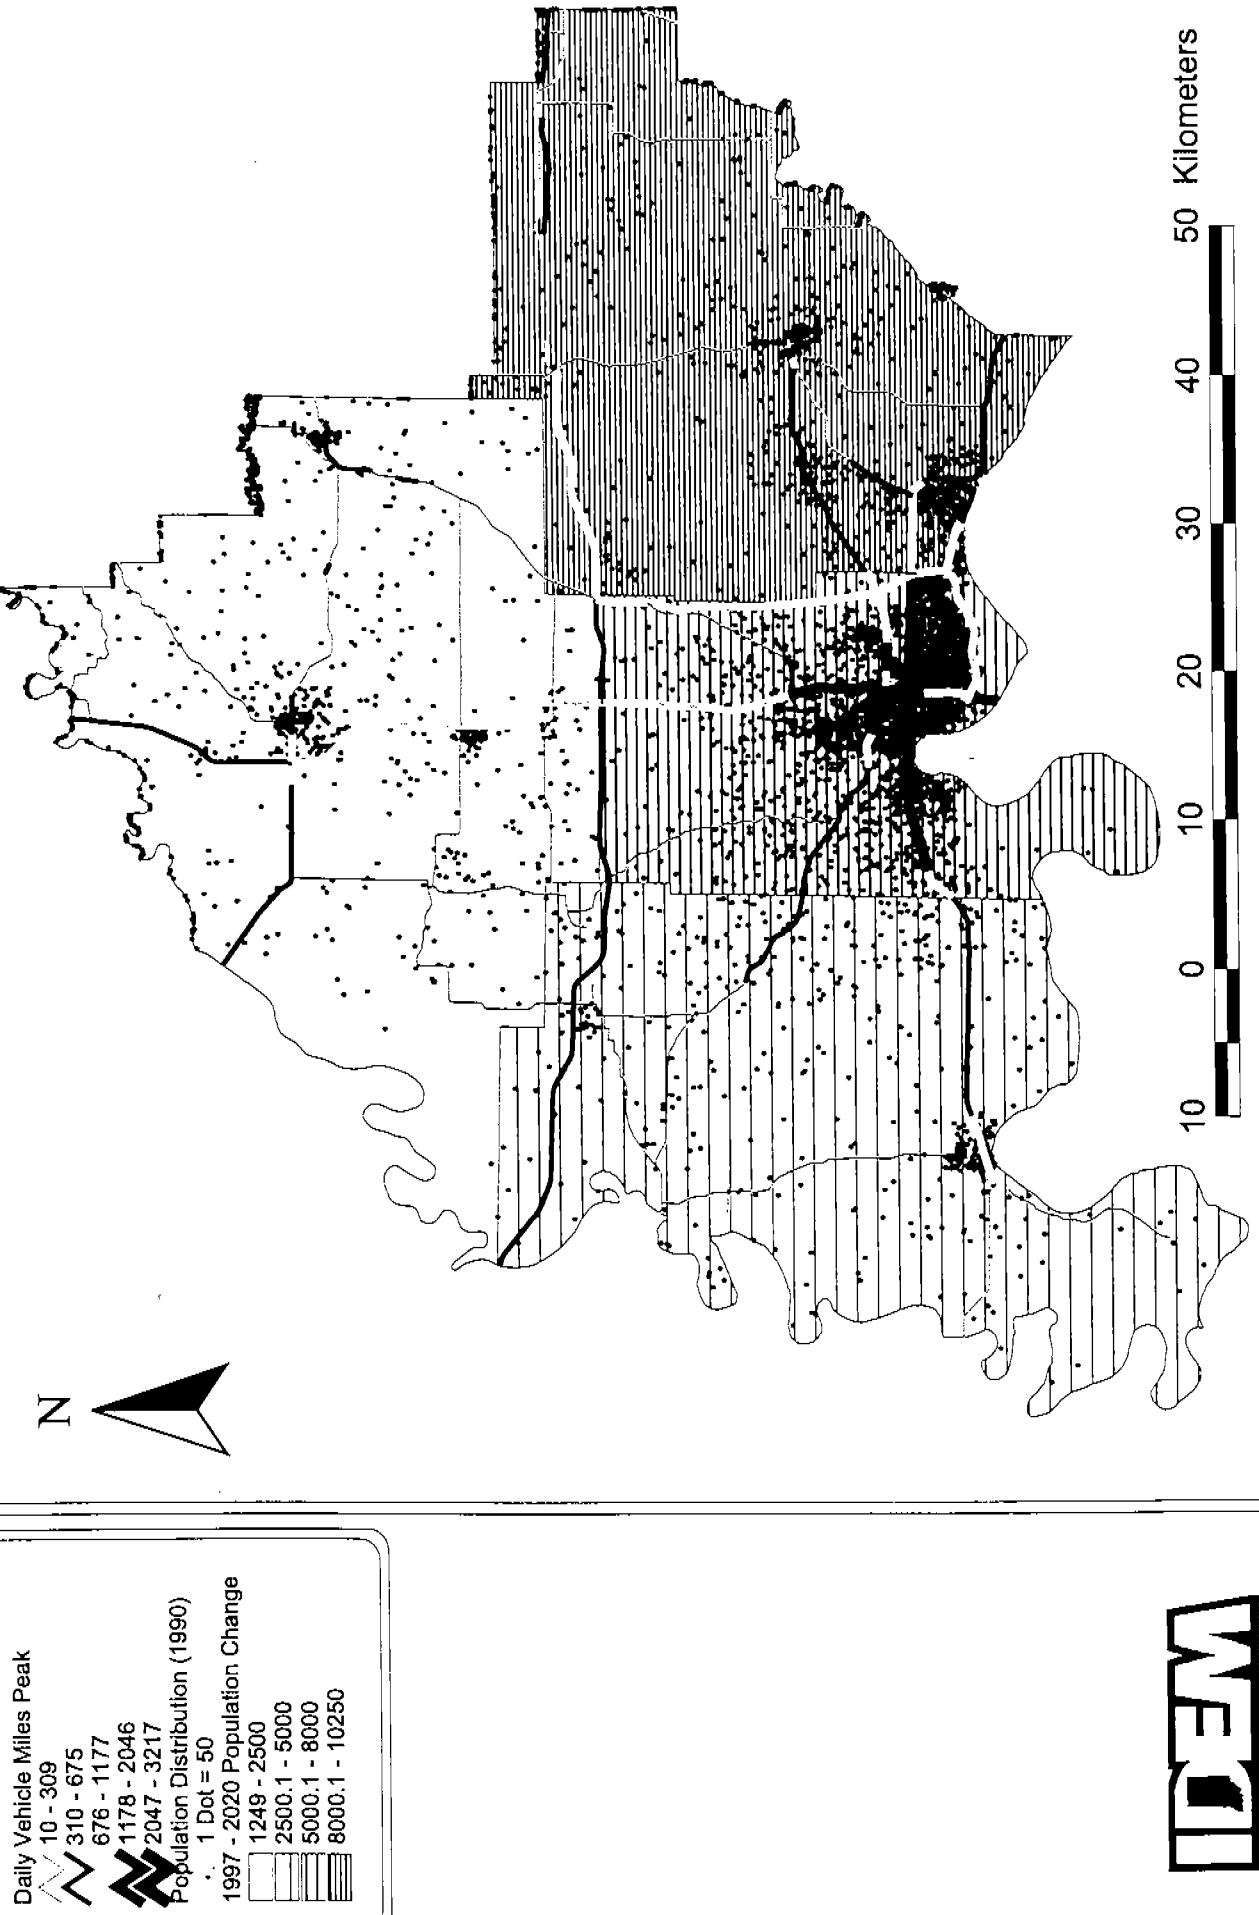 Daily Vehicle Miles Peak
10 - 309
310 - 675
676 - 1177
1178 - 2046
2047 - 3217
Population Distribution (1990)
1 Dot = 50
1997 - 2020 Population Change
1249 - 2500
2500.1 - 5000
5000.1 - 8000
8000.1 - 10250
N
10 0 10 20 30 40 50 Kilometers
IDEM